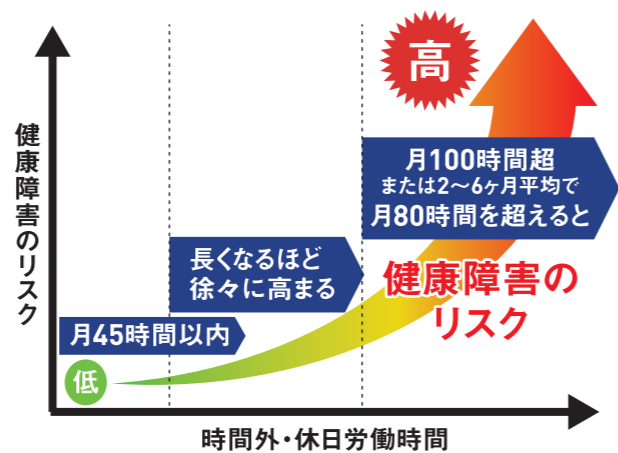 高
月100時間超
または2〜6ヶ月平均で
月80時間を超えると
健康障害のリスク
長くなるほど
徐々に高まる
健康障害の
リスク
月45時間以内
低
時間外・休日労働時間